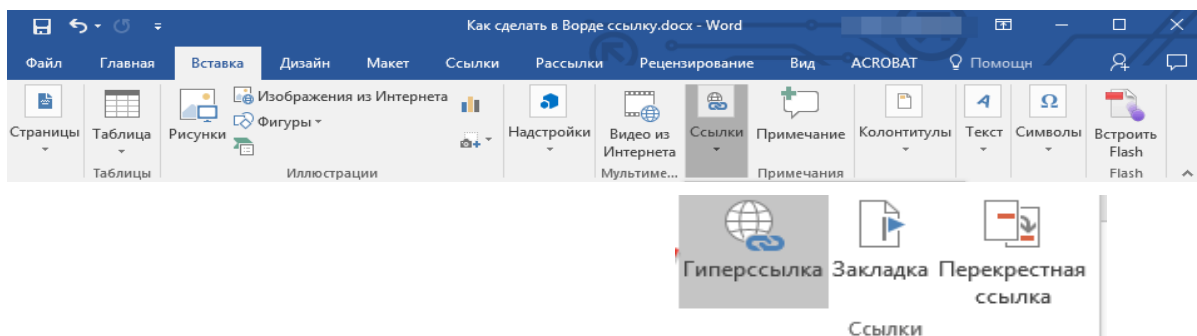 Как сделать в Ворде ссылку.docx - Word
Файл Главная Вставка Дизайн Макет Ссылки Рассылки Рецензирование Вид ACROBAT Помощн
Страницы
Таблица
Рисунки
Изображения из Интернета
Фигуры
Надстройки
Видео из
Интернета
Ссылки
Примечание
Колонтитулы
Текст
Символы
Встроить
Flash
Таблицы Иллюстрации Мультиме... Примечания Flash
Гиперссылка Закладка Перекрестная
ссылка
Ссылки